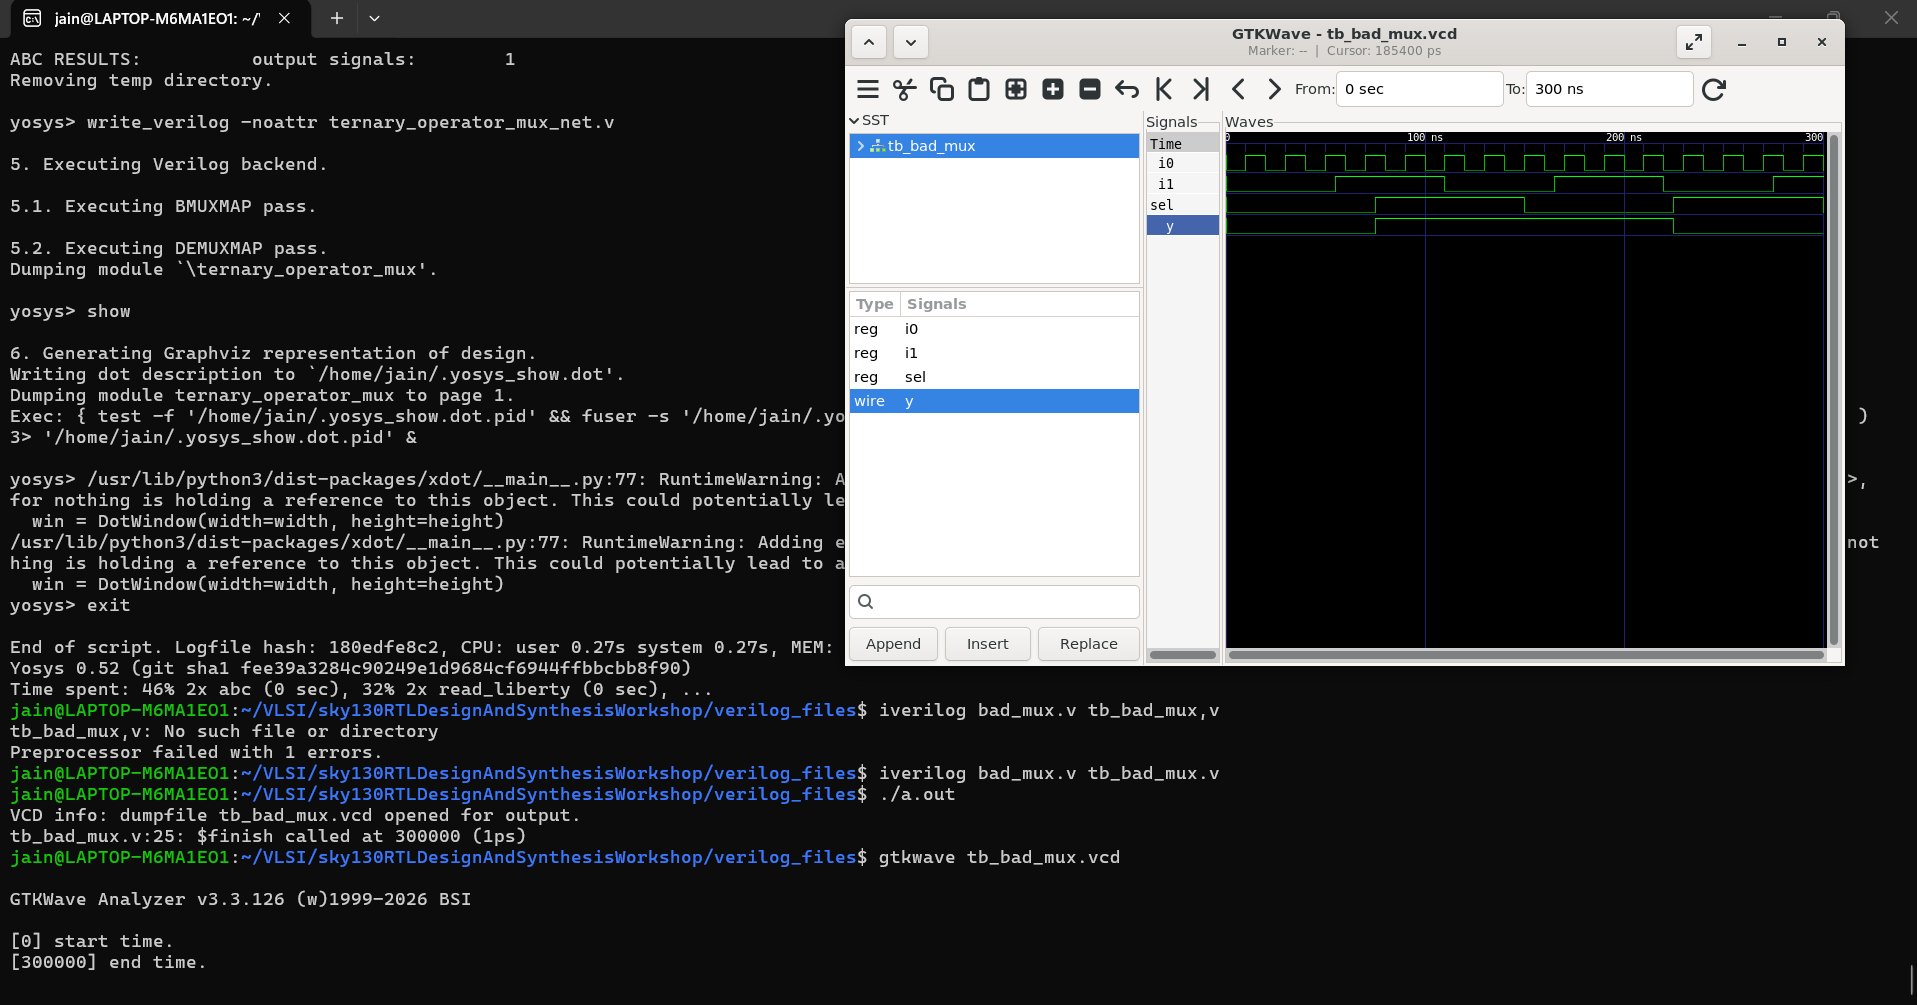 jain@LAPTOP-M6MA1EO1: ~/'
ABC RESULTS:          output signals:        1
Removing temp directory.
yosys> write_verilog -noattr ternary_operator_mux_net.v
5. Executing Verilog backend.
5.1. Executing BMUXMAP pass.
5.2. Executing DEMUXMAP pass.
Dumping module `\ternary_operator_mux'.
yosys> show
6. Generating Graphviz representation of design.
Writing dot description to `/home/jain/.yosys_show.dot'.
Dumping module ternary_operator_mux to page 1.
Exec: { test -f '/home/jain/.yosys_show.dot.pid' && fuser -s '/home/jain/.yo )
3> '/home/jain/.yosys_show.dot.pid' &
yosys> /usr/lib/python3/dist-packages/xdot/__main__.py:77: RuntimeWarning: A >,
for nothing is holding a reference to this object. This could potentially le
  win = DotWindow(width=width, height=height)
/usr/lib/python3/dist-packages/xdot/__main__.py:77: RuntimeWarning: Adding e not
hing is holding a reference to this object. This could potentially lead to a
  win = DotWindow(width=width, height=height)
yosys> exit
End of script. Logfile hash: 180edfe8c2, CPU: user 0.27s system 0.27s, MEM:
Yosys 0.52 (git sha1 fee39a3284c90249e1d9684cf6944ffbbcbb8f90)
Time spent: 46% 2x abc (0 sec), 32% 2x read_liberty (0 sec), ...
jain@LAPTOP-M6MA1EO1:~/VLSI/sky130RTLDesignAndSynthesisWorkshop/verilog_files$ iverilog bad_mux.v tb_bad_mux,v
tb_bad_mux,v: No such file or directory
Preprocessor failed with 1 errors.
jain@LAPTOP-M6MA1EO1:~/VLSI/sky130RTLDesignAndSynthesisWorkshop/verilog_files$ iverilog bad_mux.v tb_bad_mux.v
jain@LAPTOP-M6MA1EO1:~/VLSI/sky130RTLDesignAndSynthesisWorkshop/verilog_files$ ./a.out
VCD info: dumpfile tb_bad_mux.vcd opened for output.
tb_bad_mux.v:25: $finish called at 300000 (1ps)
jain@LAPTOP-M6MA1EO1:~/VLSI/sky130RTLDesignAndSynthesisWorkshop/verilog_files$ gtkwave tb_bad_mux.vcd
GTKWave Analyzer v3.3.126 (w)1999-2026 BSI
[0] start time.
[300000] end time.
GTKWave - tb_bad_mux.vcd
Marker: -- | Cursor: 185400 ps
From: 0 sec To: 300 ns
SST
tb_bad_mux
Type Signals
reg i0
reg i1
reg sel
wire y
Append Insert Replace
Signals
Time
i0
i1
sel
y
Waves
0 100 ns 200 ns 300